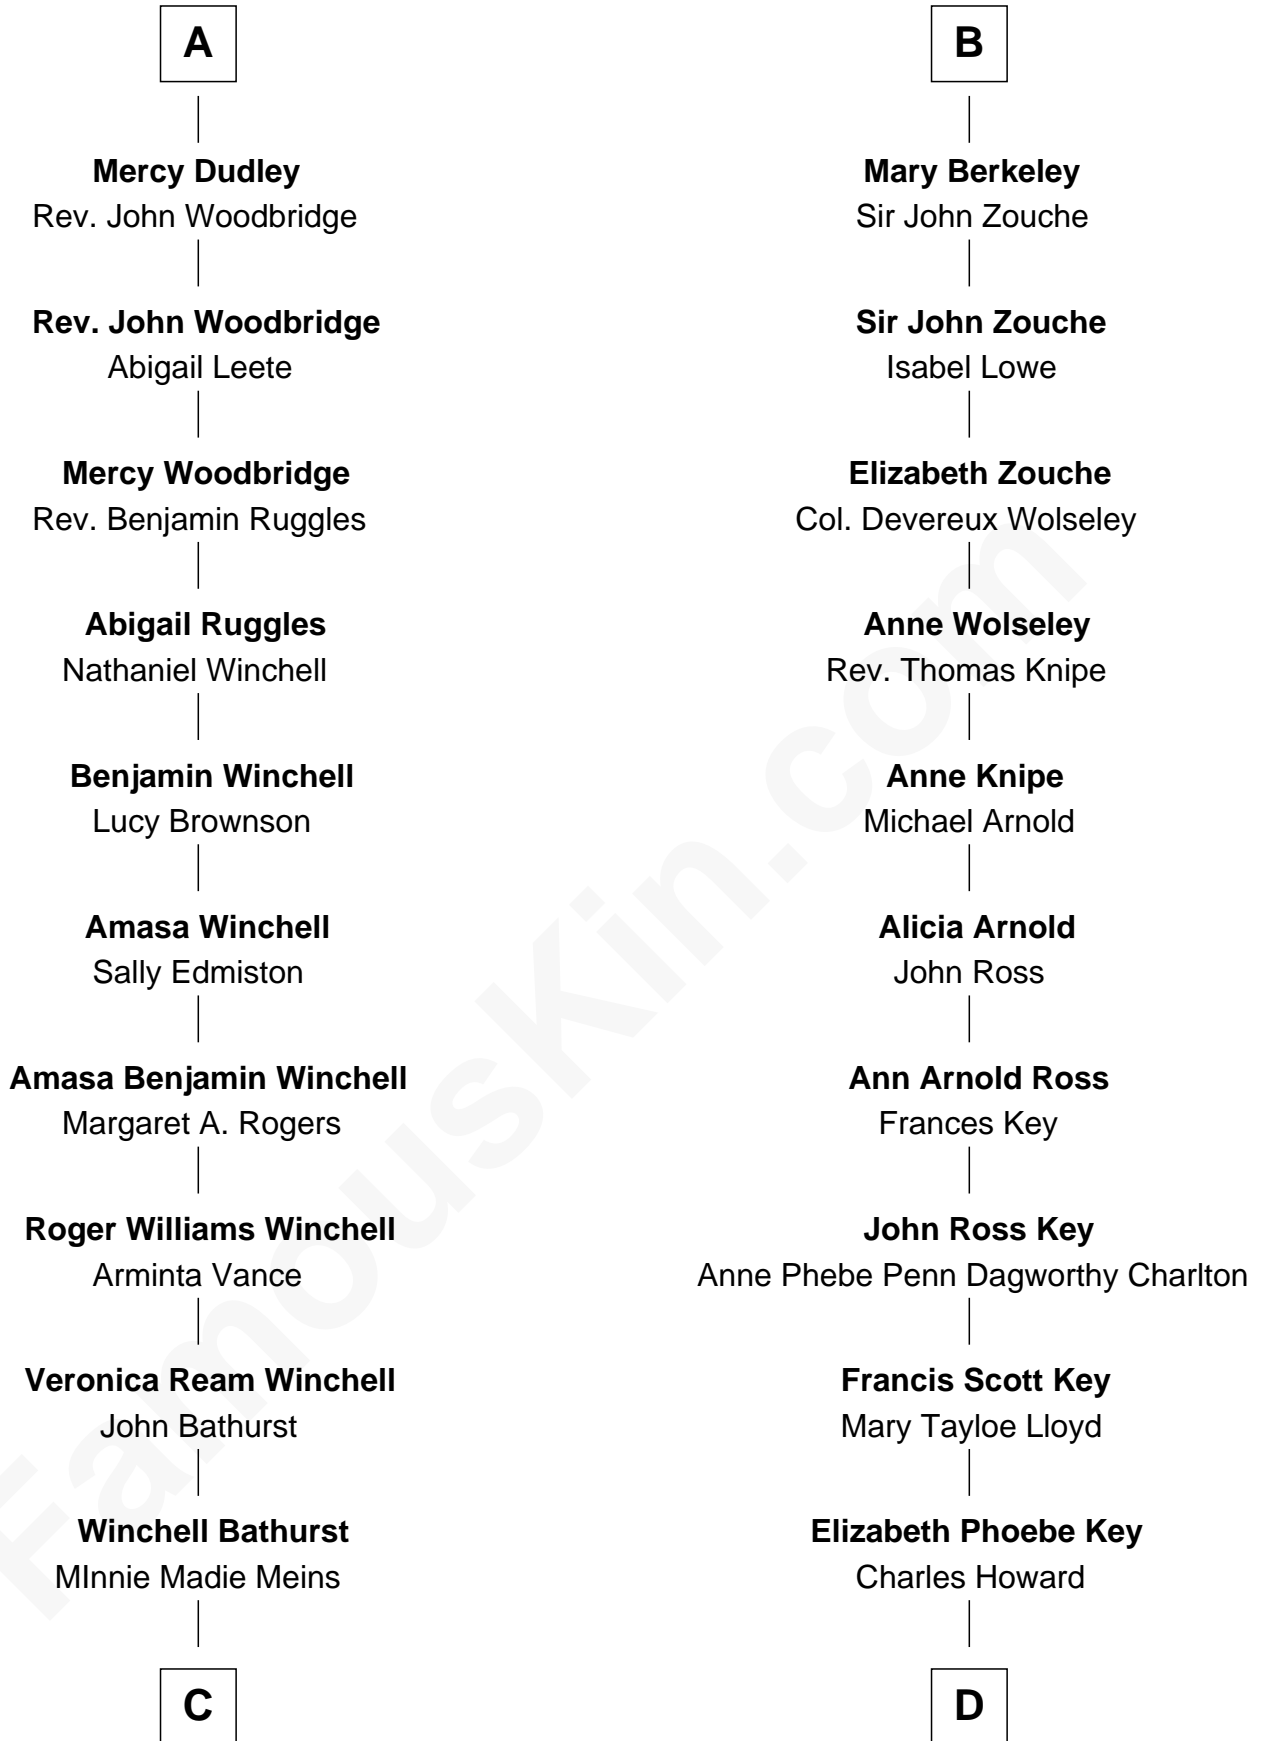 A
Mercy Dudley
Rev. John Woodbridge
Rev. John Woodbridge
Abigail Leete
Mercy Woodbridge
Rev. Benjamin Ruggles
Abigail Ruggles
Nathaniel Winchell
Benjamin Winchell
Lucy Brownson
Amasa Winchell
Sally Edmiston
Amasa Benjamin Winchell
Margaret A. Rogers
Roger Williams Winchell
Arminta Vance
Veronica Ream Winchell
John Bathurst
Winchell Bathurst
MInnie Madie Meins
C
B
Mary Berkeley
Sir John Zouche
Sir John Zouche
Isabel Lowe
Elizabeth Zouche
Col. Devereux Wolseley
Anne Wolseley
Rev. Thomas Knipe
Anne Knipe
Michael Arnold
Alicia Arnold
John Ross
Ann Arnold Ross
Frances Key
John Ross Key
Anne Phebe Penn Dagworthy Charlton
Francis Scott Key
Mary Tayloe Lloyd
Elizabeth Phoebe Key
Charles Howard
D
FamousKin.com